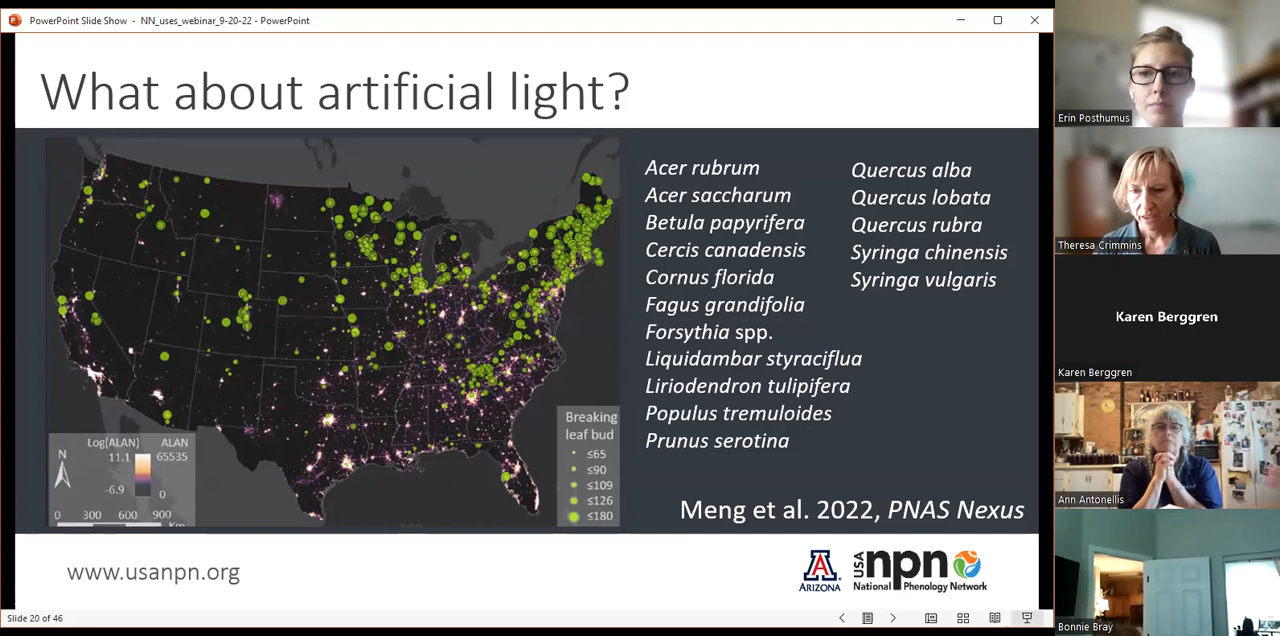 PowerPoint Slide Show - NN_uses_webinar_9-20-22 - PowerPoint
What about artificial light?
Log(ALAN) ALAN
11.1 65535
-6.9 0
N
0 300 600 900
Km
Breaking
leaf bud
≤65
≤90
≤109
≤126
≤180
Acer rubrum
Acer saccharum
Betula papyrifera
Cercis canadensis
Cornus florida
Fagus grandifolia
Forsythia spp.
Liquidambar styraciflua
Liriodendron tulipifera
Populus tremuloides
Prunus serotina
Quercus alba
Quercus lobata
Quercus rubra
Syringa chinensis
Syringa vulgaris
Meng et al. 2022, PNAS Nexus
www.usanpn.org
A
ARIZONA
USA npn
National Phenology Network
Slide 20 of 46
Erin Posthumus
Theresa Crimmins
Karen Berggren
Karen Berggren
Ann Antonellis
Bonnie Bray